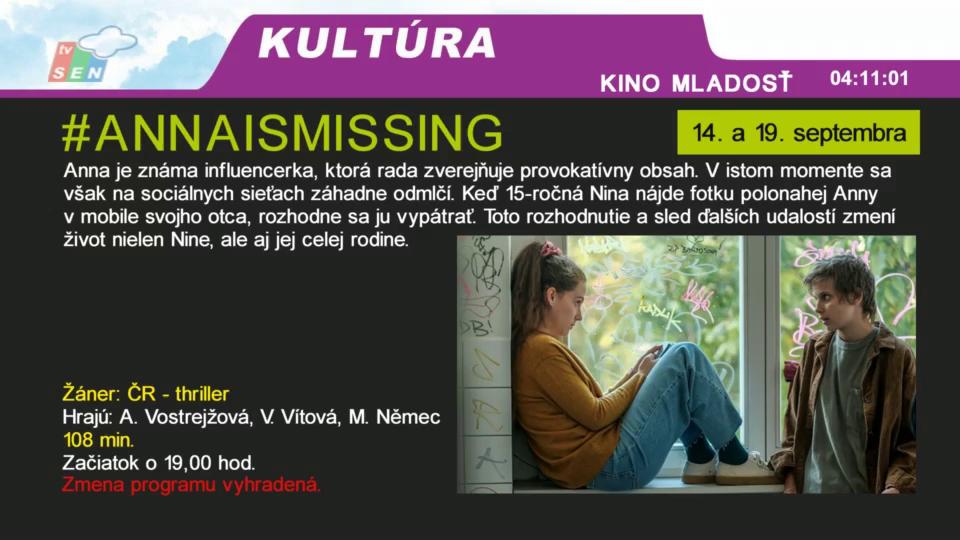 tv
SEN
KULTÚRA
KINO MLADOSŤ
04:11:01
#ANNAISMISSING
14. a 19. septembra
Anna je známa influencerka, ktorá rada zverejňuje provokatívny obsah. V istom momente sa
však na sociálnych sieťach záhadne odmlčí. Keď 15-ročná Nina nájde fotku polonahej Anny
v mobile svojho otca, rozhodne sa ju vypátrať. Toto rozhodnutie a sled ďalších udalostí zmení
život nielen Nine, ale aj jej celej rodine.
DB!
Žáner: ČR - thriller
Hrajú: A. Vostrejžová, V. Vítová, M. Němec
108 min.
Začiatok o 19,00 hod.
Zmena programu vyhradená.